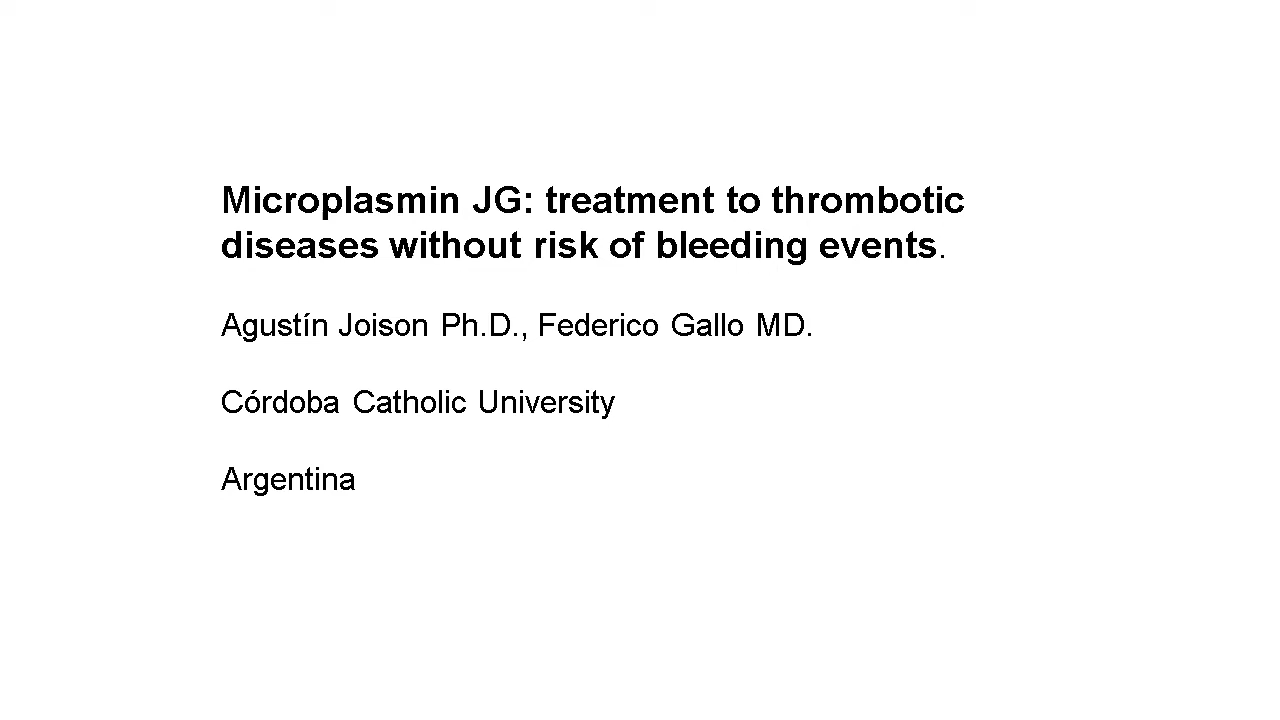 Microplasmin JG: treatment to thrombotic
diseases without risk of bleeding events.
Agustín Joison Ph.D., Federico Gallo MD.
Córdoba Catholic University
Argentina